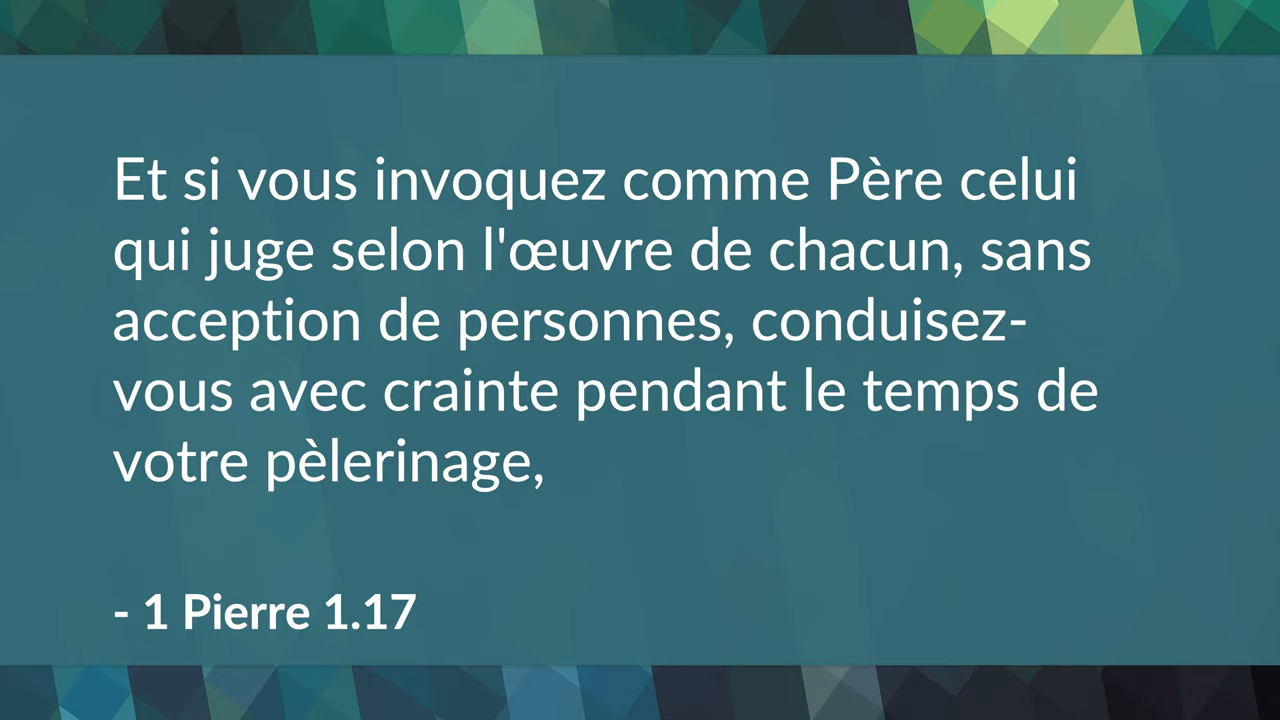 Et si vous invoquez comme Père celui
qui juge selon l'œuvre de chacun, sans
acception de personnes, conduisez-
vous avec crainte pendant le temps de
votre pèlerinage,
- 1 Pierre 1.17